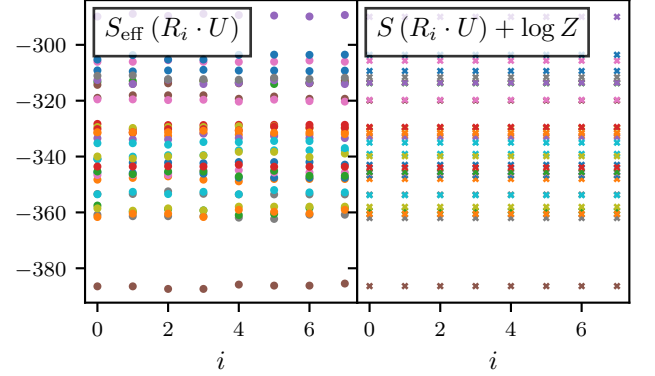 S_eff (R_i · U)
S (R_i · U) + log Z
−300
−320
−340
−360
−380
0 2 4 6
0 2 4 6
i
i